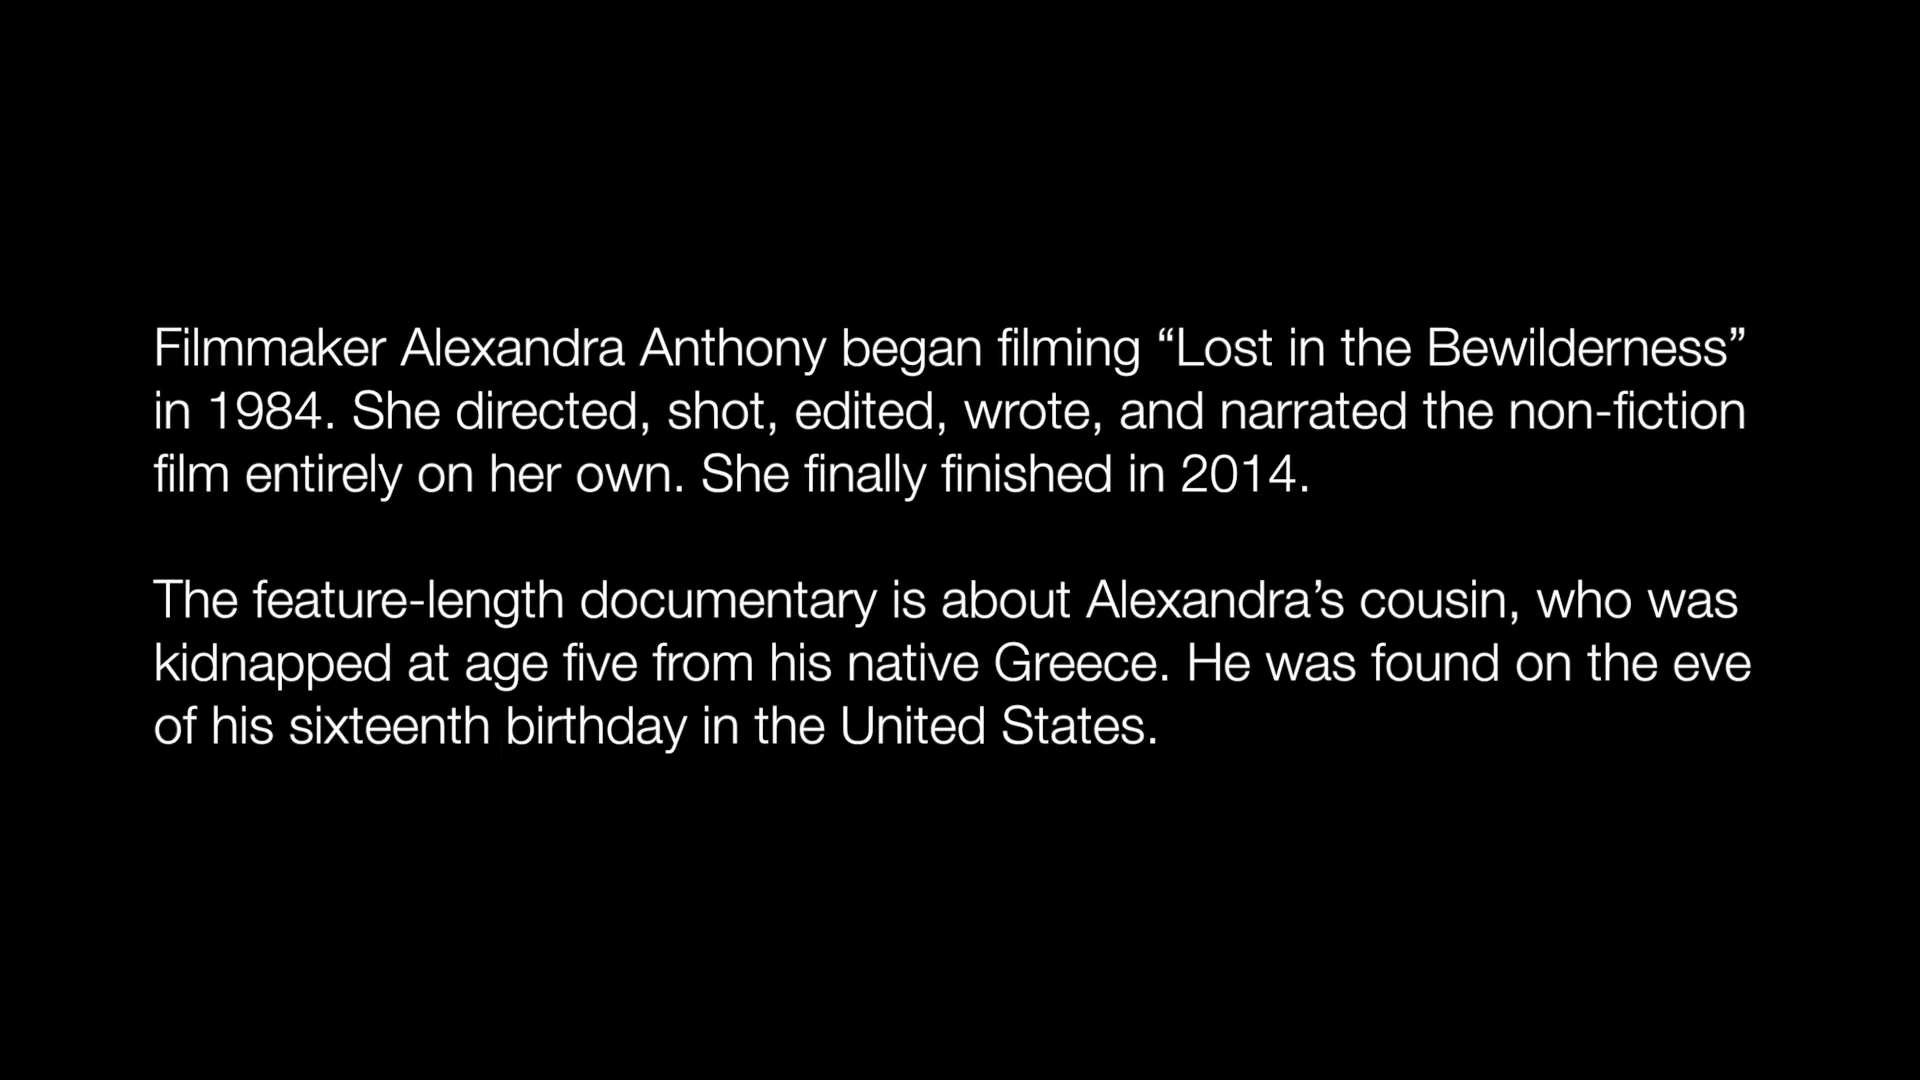 Filmmaker Alexandra Anthony began filming “Lost in the Bewilderness”
in 1984. She directed, shot, edited, wrote, and narrated the non-fiction
film entirely on her own. She finally finished in 2014.
The feature-length documentary is about Alexandra’s cousin, who was
kidnapped at age five from his native Greece. He was found on the eve
of his sixteenth birthday in the United States.